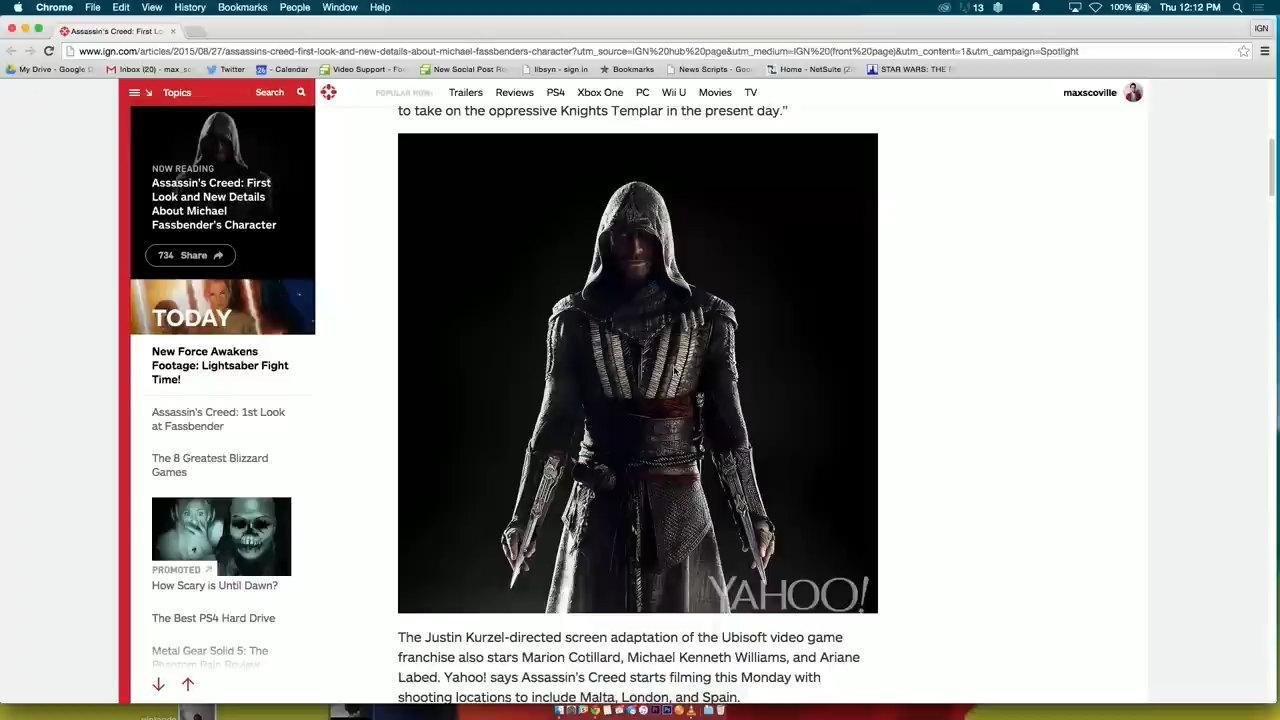 Chrome File Edit View History Bookmarks People Window Help
13 100% Thu 12:12 PM
Assassin's Creed: First Lo
IGN
www.ign.com/articles/2015/08/27/assassins-creed-first-look-and-new-details-about-michael-fassbenders-character?utm_source=IGN%20hub%20page&utm_medium=IGN%20(front%20page)&utm_content=1&utm_campaign=Spotlight
My Drive - Google D Inbox (20) - max_sc Twitter 26 - Calendar Video Support - Fo New Social Post Re libsyn - sign in Bookmarks News Scripts - Goo Home - NetSuite (2 STAR WARS: THE F
Topics Search POPULAR NOW: Trailers Reviews PS4 Xbox One PC Wii U Movies TV maxscoville
to take on the oppressive Knights Templar in the present day."
NOW READING
Assassin's Creed: First
Look and New Details
About Michael
Fassbender's Character
734 Share
TODAY
New Force Awakens
Footage: Lightsaber Fight
Time!
Assassin's Creed: 1st Look
at Fassbender
The 8 Greatest Blizzard
Games
PROMOTED
How Scary is Until Dawn?
The Best PS4 Hard Drive
Metal Gear Solid 5: The
Phantom Pain Review
YAHOO!
The Justin Kurzel-directed screen adaptation of the Ubisoft video game
franchise also stars Marion Cotillard, Michael Kenneth Williams, and Ariane
Labed. Yahoo! says Assassin's Creed starts filming this Monday with
shooting locations to include Malta, London, and Spain.